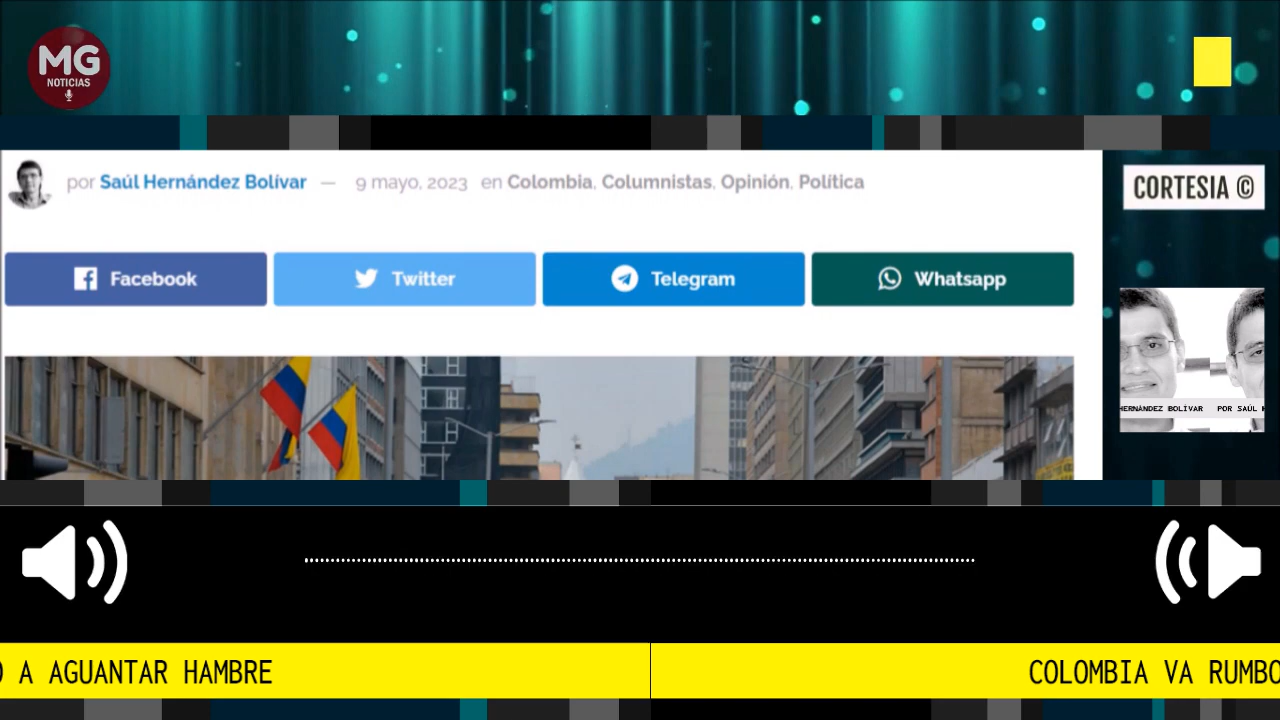 MG
NOTICIAS
por Saúl Hernández Bolívar — 9 mayo, 2023 en Colombia, Columnistas, Opinión, Política
CORTESIA ©
Facebook
Twitter
Telegram
Whatsapp
HERNÁNDEZ BOLÍVAR POR SAÚL
A AGUANTAR HAMBRE
COLOMBIA VA RUMBO